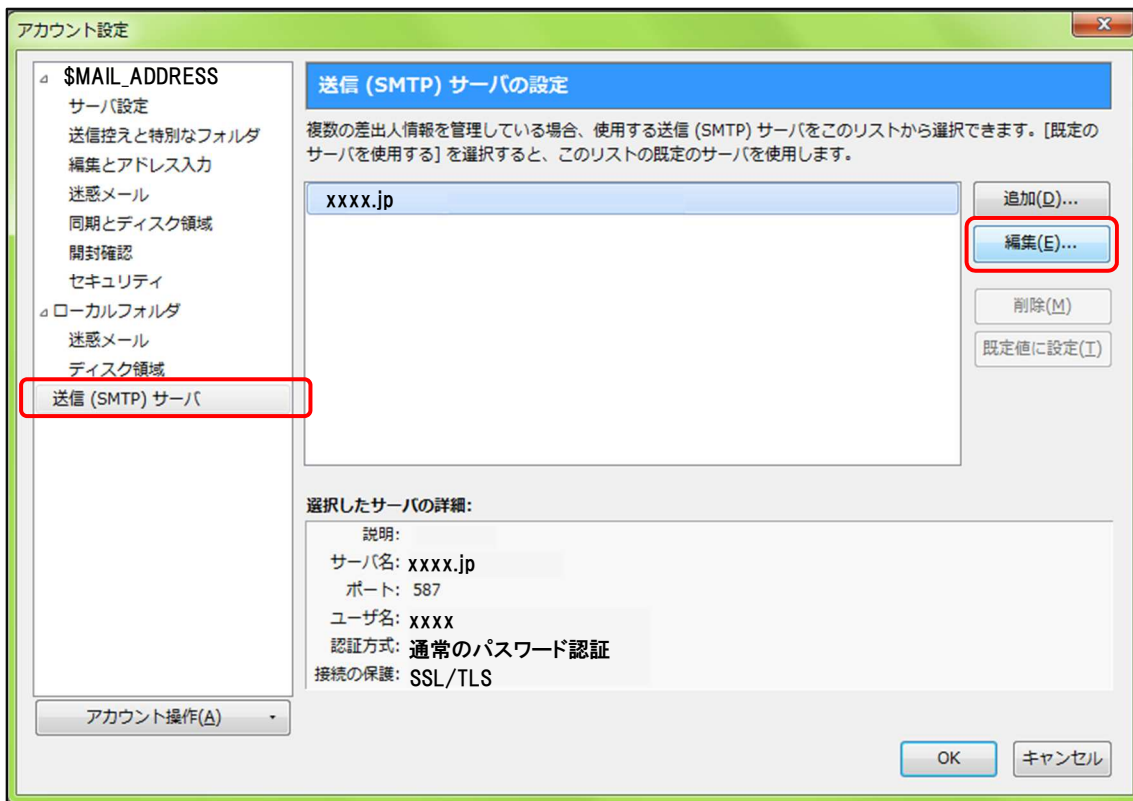 アカウント設定
$MAIL_ADDRESS
サーバ設定
送信控えと特別なフォルダ
編集とアドレス入力
迷惑メール
同期とディスク領域
開封確認
セキュリティ
ローカルフォルダ
迷惑メール
ディスク領域
送信 (SMTP) サーバ
アカウント操作(A)
送信 (SMTP) サーバの設定
複数の差出人情報を管理している場合、使用する送信 (SMTP) サーバをこのリストから選択できます。[既定の
サーバを使用する] を選択すると、このリストの既定のサーバを使用します。
xxxx.jp
追加(D)...
編集(E)...
削除(M)
既定値に設定(T)
選択したサーバの詳細:
説明:
サーバ名: xxxx.jp
ポート: 587
ユーザ名: xxxx
認証方式: 通常のパスワード認証
接続の保護: SSL/TLS
OK
キャンセル